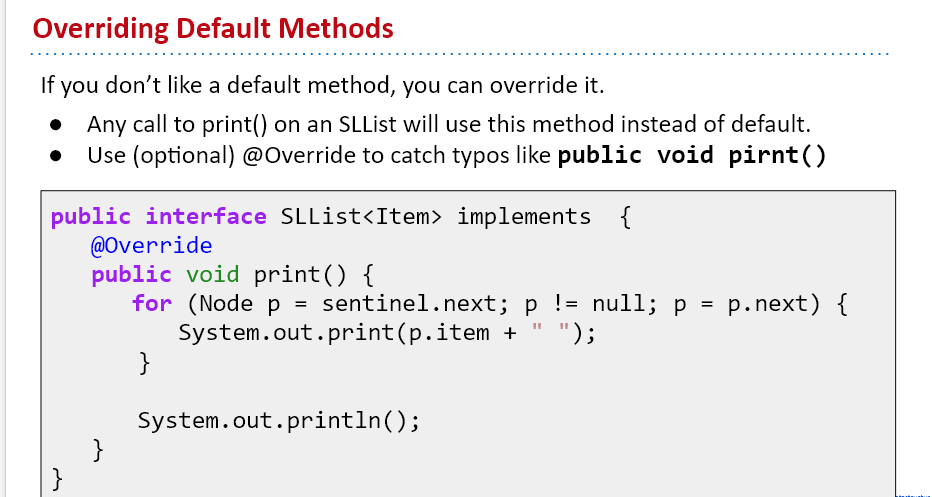 Overriding Default Methods
If you don’t like a default method, you can override it.
● Any call to print() on an SLList will use this method instead of default.
● Use (optional) @Override to catch typos like public void pirnt()
public interface SLList<Item> implements  {
@Override
public void print() {
for (Node p = sentinel.next; p != null; p = p.next) {
System.out.print(p.item + " ");
}
System.out.println();
}
}